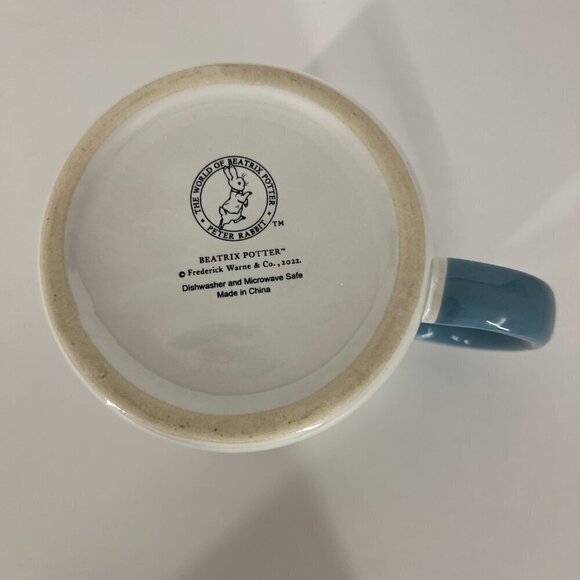 THE WORLD OF BEATRIX POTTER
★ PETER RABBIT ★ TM
BEATRIX POTTER™
© Frederick Warne & Co., 2022.
Dishwasher and Microwave Safe
Made in China